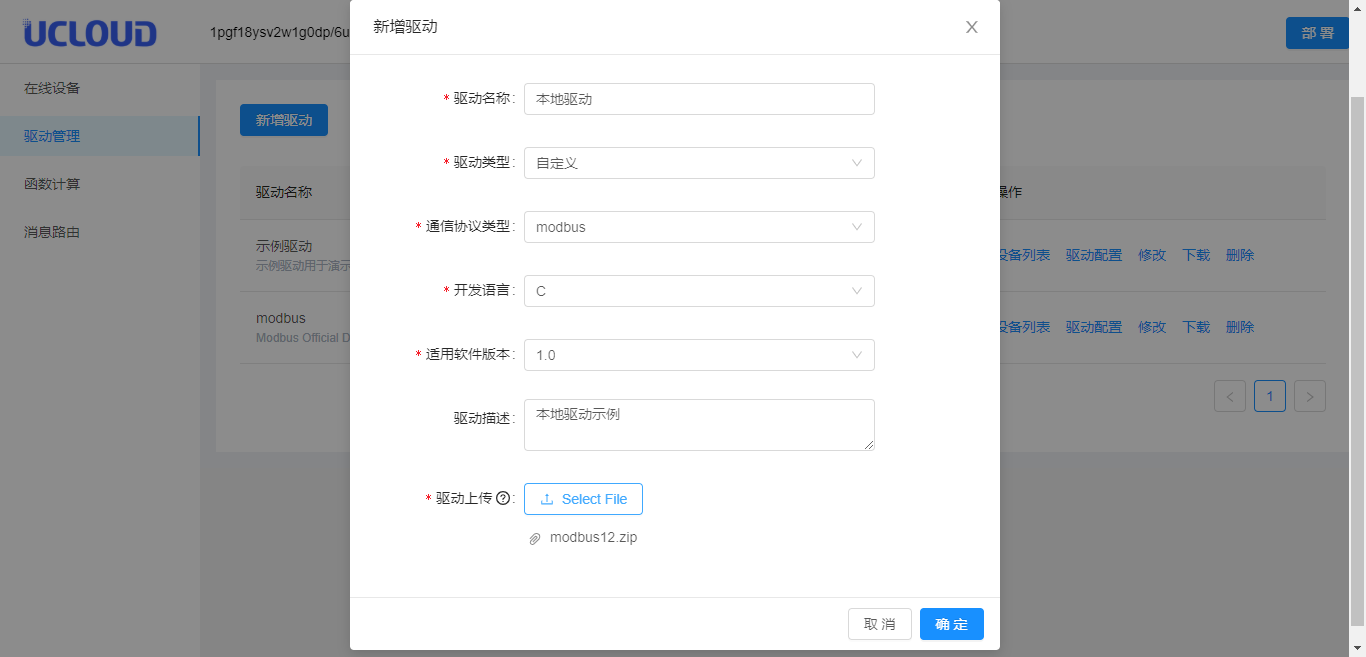 UCLOUD
1pgf18ysv2w1g0dp/6u
部 署
在线设备
驱动管理
函数计算
消息路由
新增驱动
驱动名称
操作
示例驱动
示例驱动用于演示
设备列表 驱动配置 修改 下载 删除
modbus
Modbus Official D
设备列表 驱动配置 修改 下载 删除
< 1 >
新增驱动
* 驱动名称: 本地驱动
* 驱动类型: 自定义
* 通信协议类型: modbus
* 开发语言: C
* 适用软件版本: 1.0
驱动描述: 本地驱动示例
* 驱动上传 ? : Select File
modbus12.zip
取 消 确 定